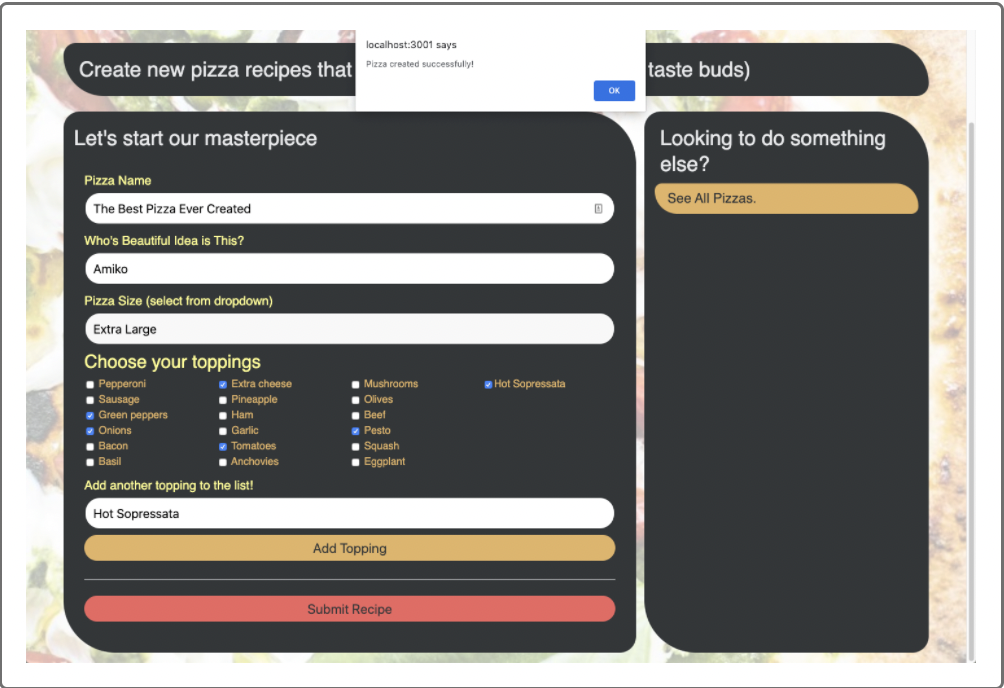 localhost:3001 says
Pizza created successfully!
OK
Create new pizza recipes that
taste buds)
Let's start our masterpiece
Pizza Name
The Best Pizza Ever Created
Who's Beautiful Idea is This?
Amiko
Pizza Size (select from dropdown)
Extra Large
Choose your toppings
Pepperoni
Sausage
Green peppers
Onions
Bacon
Basil
Extra cheese
Pineapple
Ham
Garlic
Tomatoes
Anchovies
Mushrooms
Olives
Beef
Pesto
Squash
Eggplant
Hot Sopressata
Add another topping to the list!
Hot Sopressata
Add Topping
Submit Recipe
Looking to do something
else?
See All Pizzas.